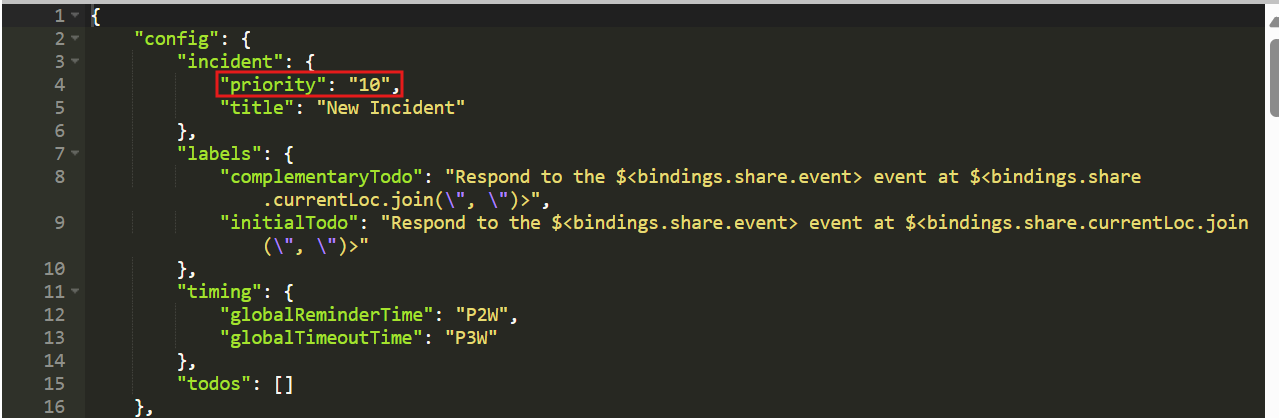 1 {
2 "config": {
3 "incident": {
4 "priority": "10",
5 "title": "New Incident"
6 },
7 "labels": {
8 "complementaryTodo": "Respond to the $<bindings.share.event> event at $<bindings.share
.currentLoc.join(\", \")>",
9 "initialTodo": "Respond to the $<bindings.share.event> event at $<bindings.share.currentLoc.join
(\", \")>"
10 },
11 "timing": {
12 "globalReminderTime": "P2W",
13 "globalTimeoutTime": "P3W"
14 },
15 "todos": []
16 },